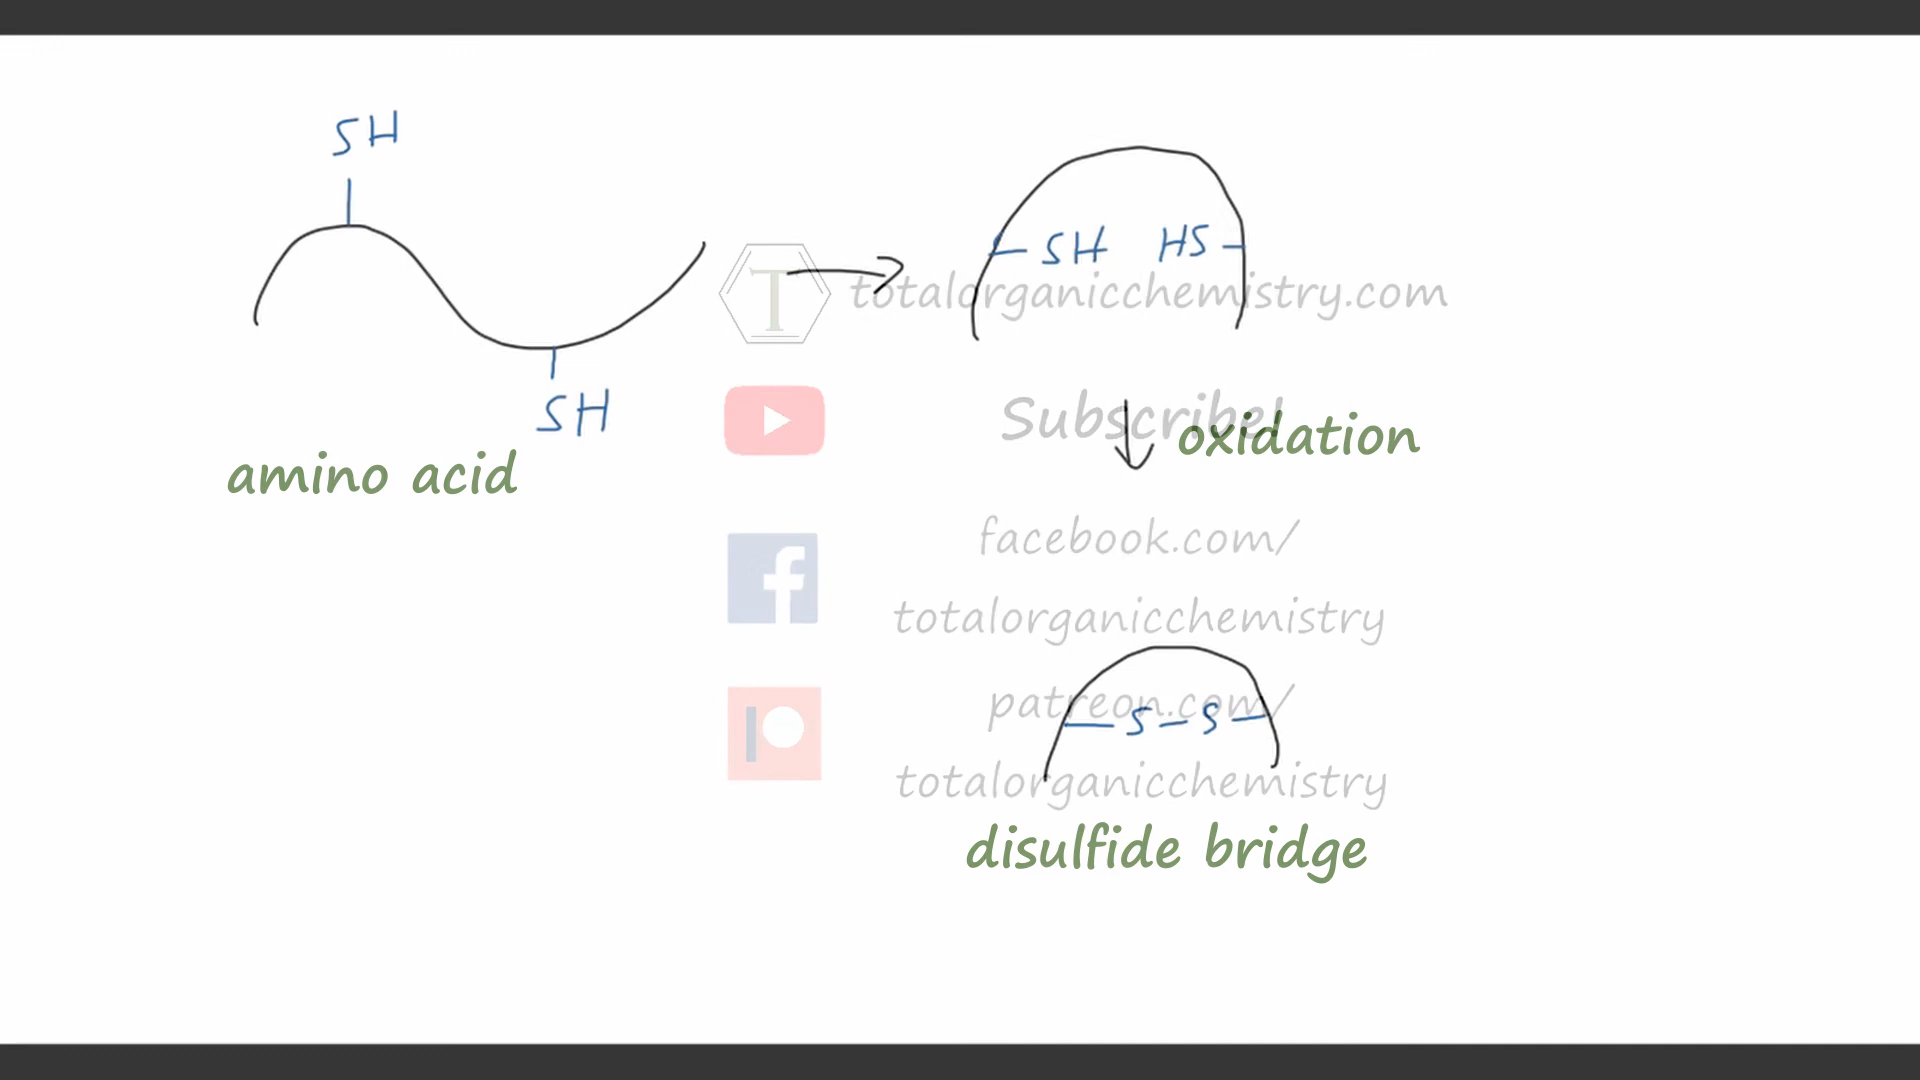 SH
SH
amino acid
SH HS
T totalorganicchemistry.com
Subscribe!
oxidation
facebook.com/
totalorganicchemistry
patreon.com/
S-S
totalorganicchemistry
disulfide bridge